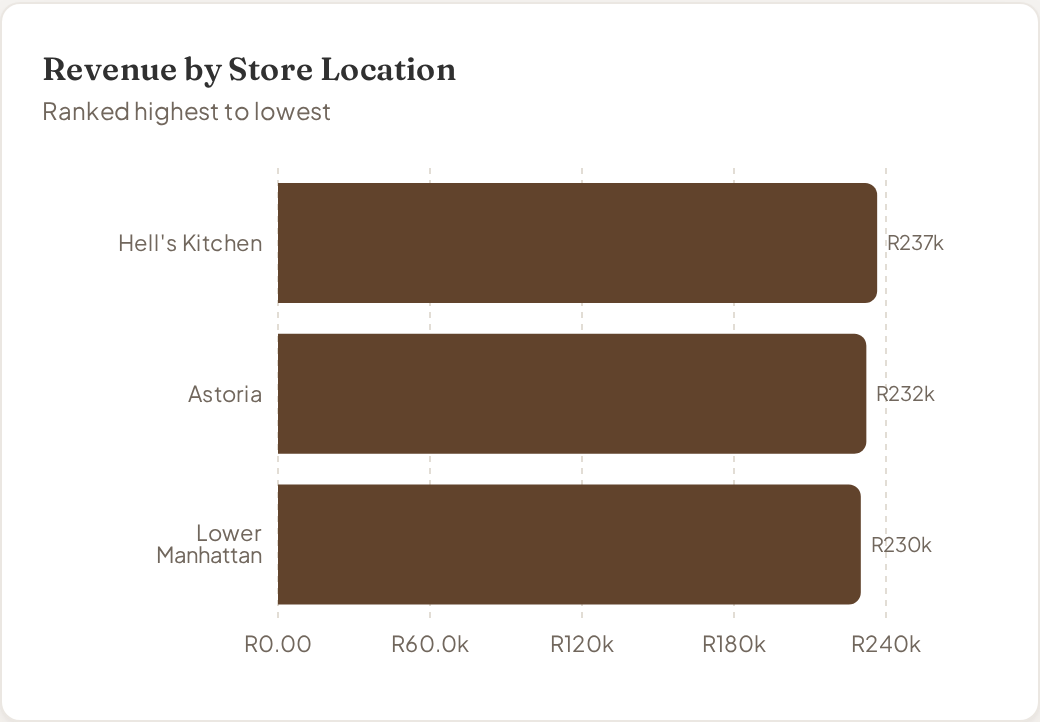 Revenue by Store Location
Ranked highest to lowest
Hell's Kitchen
R237k
Astoria
R232k
Lower
Manhattan
R230k
R0.00
R60.0k
R120k
R180k
R240k